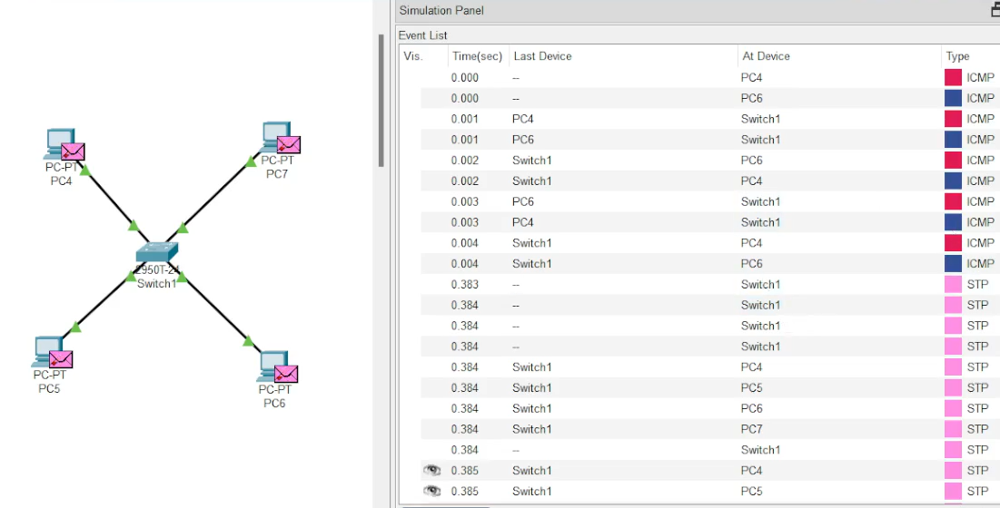 Simulation Panel
Event List
Vis. Time(sec) Last Device At Device Type
0.000 -- PC4 ICMP
0.000 -- PC6 ICMP
0.001 PC4 Switch1 ICMP
0.001 PC6 Switch1 ICMP
0.002 Switch1 PC6 ICMP
0.002 Switch1 PC4 ICMP
0.003 PC6 Switch1 ICMP
0.003 PC4 Switch1 ICMP
0.004 Switch1 PC4 ICMP
0.004 Switch1 PC6 ICMP
0.383 -- Switch1 STP
0.384 -- Switch1 STP
0.384 -- Switch1 STP
0.384 -- Switch1 STP
0.384 Switch1 PC4 STP
0.384 Switch1 PC5 STP
0.384 Switch1 PC6 STP
0.384 Switch1 PC7 STP
0.384 -- Switch1 STP
0.385 Switch1 PC4 STP
0.385 Switch1 PC5 STP
PC-PT
PC4
PC-PT
PC7
2950T-24
Switch1
PC-PT
PC5
PC-PT
PC6